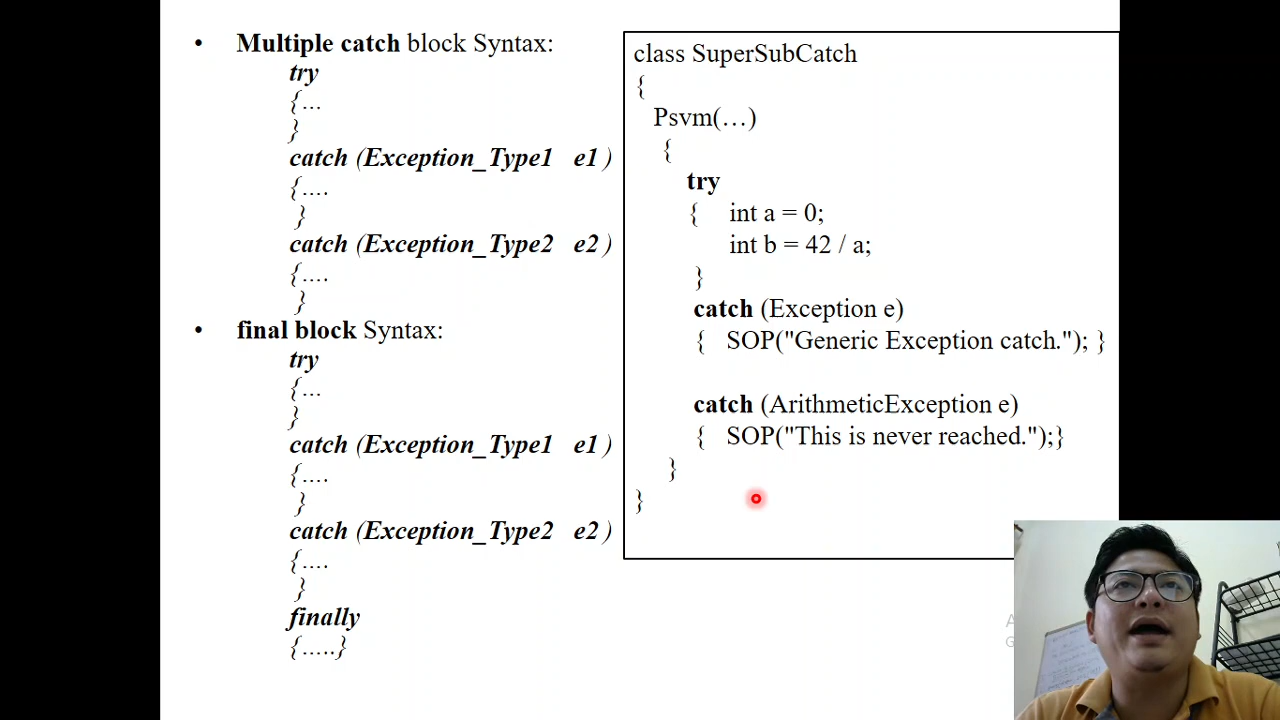 • Multiple catch block Syntax:
try
{...
}
catch (Exception_Type1 e1 )
{....
}
catch (Exception_Type2 e2 )
{....
}
• final block Syntax:
try
{...
}
catch (Exception_Type1 e1 )
{....
}
catch (Exception_Type2 e2 )
{....
}
finally
{.....}
class SuperSubCatch
{
Psvm(…)
{
try
{ int a = 0;
int b = 42 / a;
}
catch (Exception e)
{ SOP("Generic Exception catch."); }
catch (ArithmeticException e)
{ SOP("This is never reached.");}
}
}